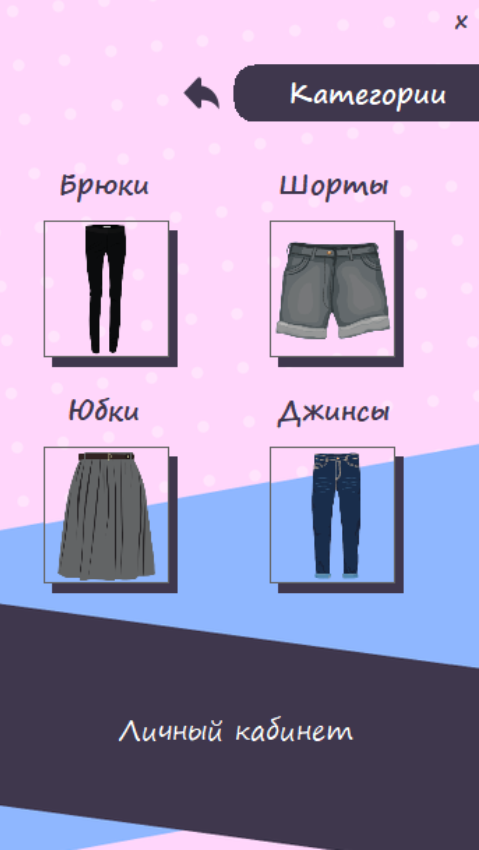 x
Категории
Брюки
Шорты
Юбки
Джинсы
Личный кабинет